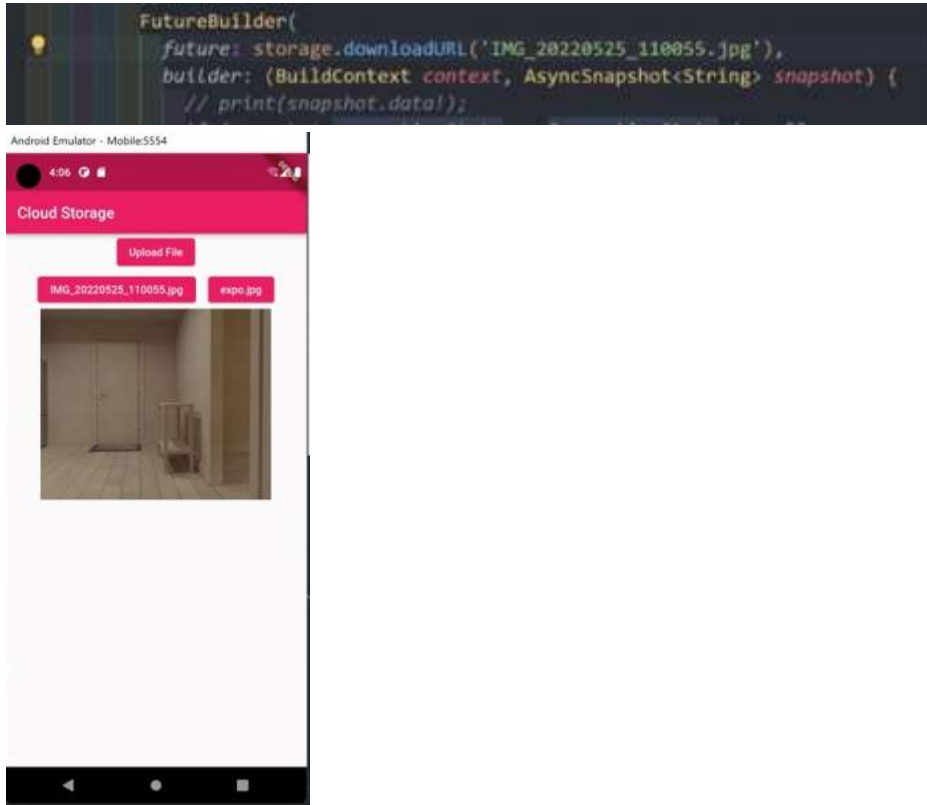 FutureBuilder(
future: storage.downloadURL('IMG_20220525_110055.jpg'),
builder: (BuildContext context, AsyncSnapshot<String> snapshot) {
// print(snapshot.data!);
Android Emulator - Mobile:5554
4:06
Cloud Storage
Upload File
IMG_20220525_110055.jpg expo.jpg